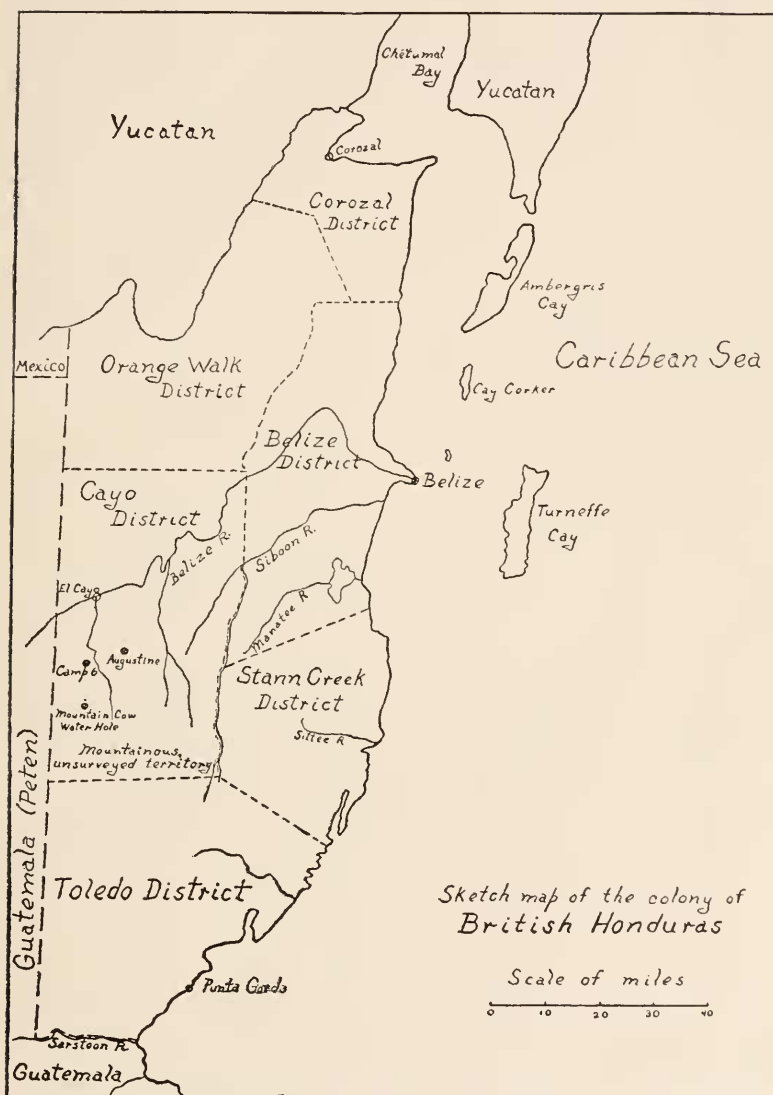 Chetumal
Bay
Yucatan
Yucatan
Corozal
Corozal
District
Ambergris
Cay
Caribbean Sea
Mexico
Orange Walk
District
Cay Corker
Belize
District
Belize
Cayo
District
Turneffe
Cay
Belize R.
Siboon R.
El Cayo
Manatee R
Augustine
Camp 6
Stann Creek
District
Mountain Cow
Water Hole
Sittee R
Mountainous,
unsurveyed territory
Guatemala (Peten)
Toledo District
Sketch map of the colony of
British Honduras
Punta Gorda
Scale of miles
0 10 20 30 40
Sarstoon R
Guatemala